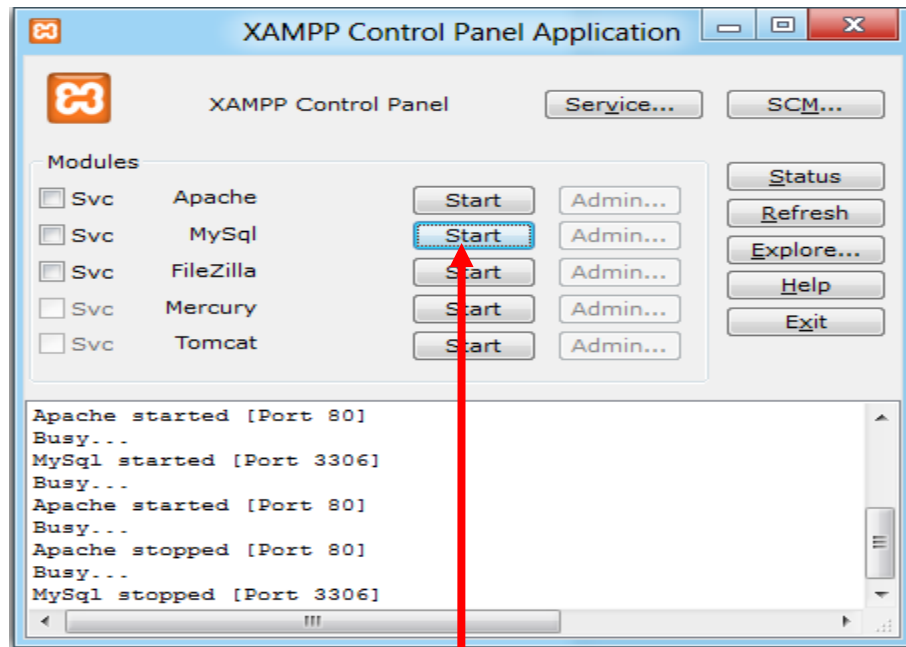 XAMPP Control Panel Application
XAMPP Control Panel Service... SCM...
Modules
Svc Apache Start Admin... Status
Svc MySql Start Admin... Refresh
Svc FileZilla Start Admin... Explore...
Svc Mercury Start Admin... Help
Svc Tomcat Start Admin... Exit
Apache started [Port 80]
Busy...
MySql started [Port 3306]
Busy...
Apache started [Port 80]
Busy...
Apache stopped [Port 80]
Busy...
MySql stopped [Port 3306]